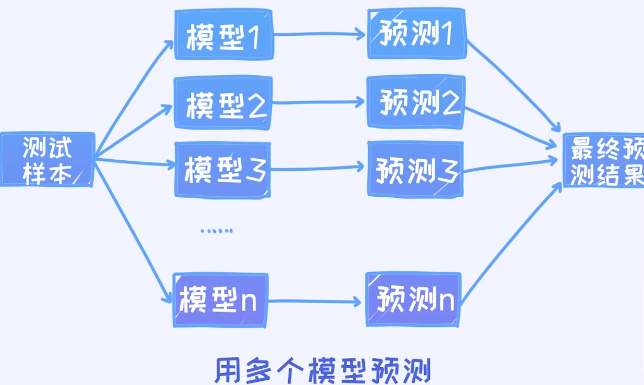 模型1
预测1
模型2
预测2
测试
样本
模型3
预测3
最终预
测结果
……
模型n
预测n
用多个模型预测